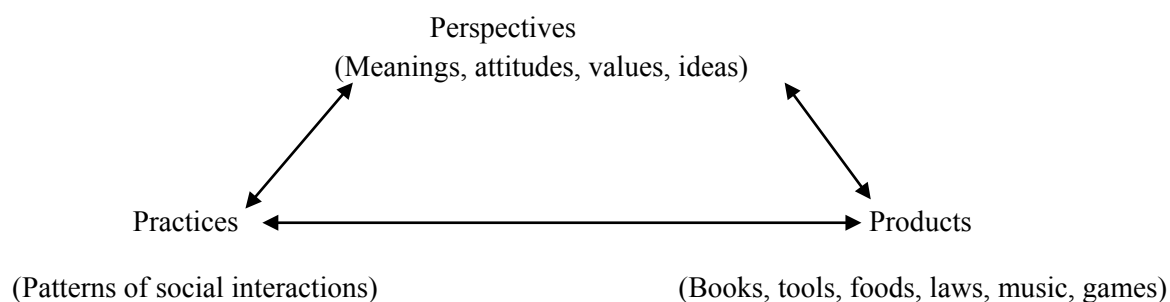 Perspectives
(Meanings, attitudes, values, ideas)
Practices Products
(Patterns of social interactions) (Books, tools, foods, laws, music, games)